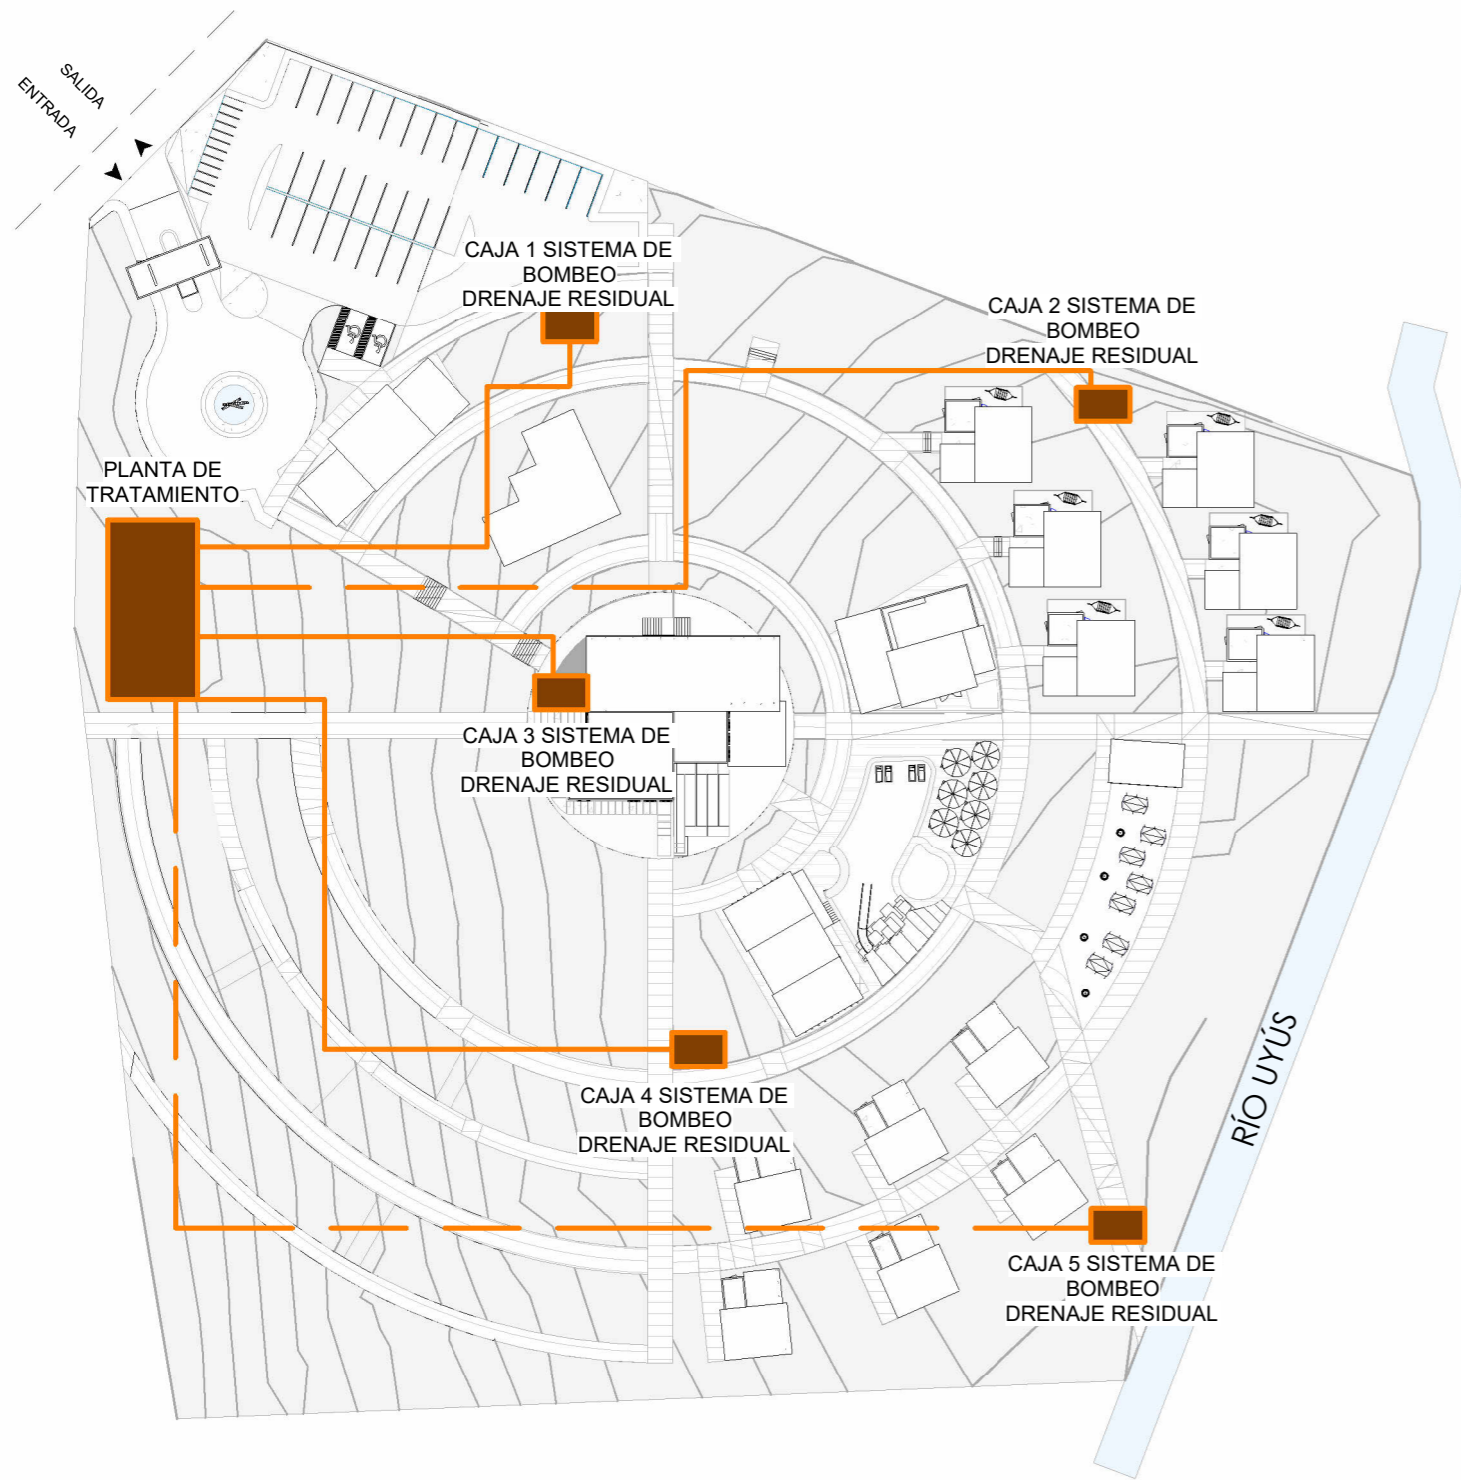 SALIDA
ENTRADA
CAJA 1 SISTEMA DE
BOMBEO
DRENAJE RESIDUAL
CAJA 2 SISTEMA DE
BOMBEO
DRENAJE RESIDUAL
PLANTA DE
TRATAMIENTO
CAJA 3 SISTEMA DE
BOMBEO
DRENAJE RESIDUAL
CAJA 4 SISTEMA DE
BOMBEO
DRENAJE RESIDUAL
RÍO UYÚS
CAJA 5 SISTEMA DE
BOMBEO
DRENAJE RESIDUAL